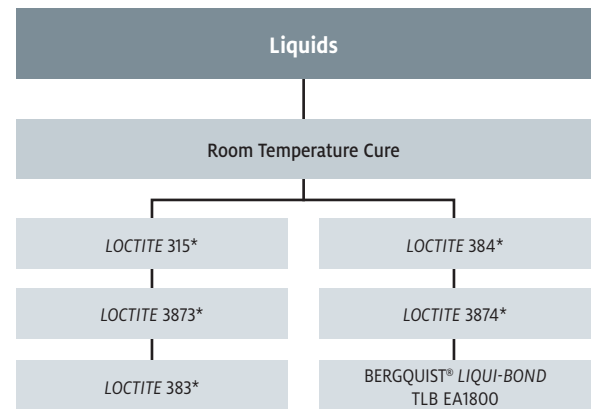 Liquids
Room Temperature Cure
LOCTITE 315*
LOCTITE 384*
LOCTITE 3873*
LOCTITE 3874*
LOCTITE 383*
BERGQUIST® LIQUI-BOND
TLB EA1800